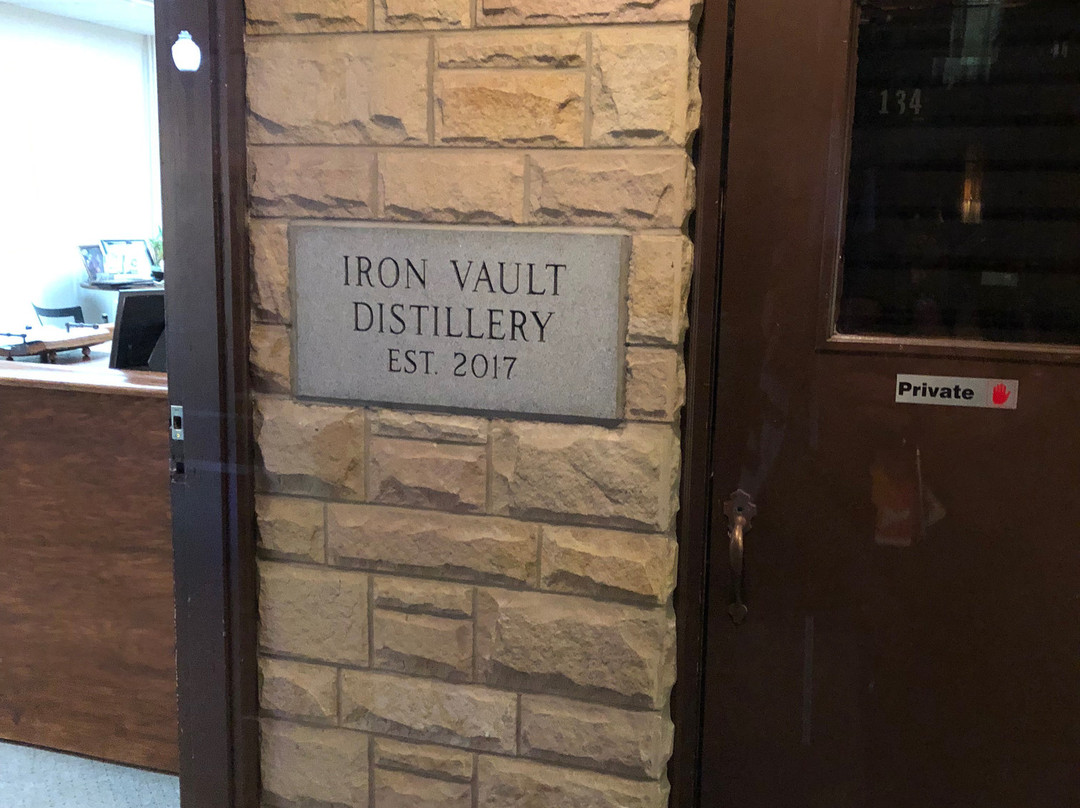 134
IRON VAULT
DISTILLERY
EST. 2017
Private